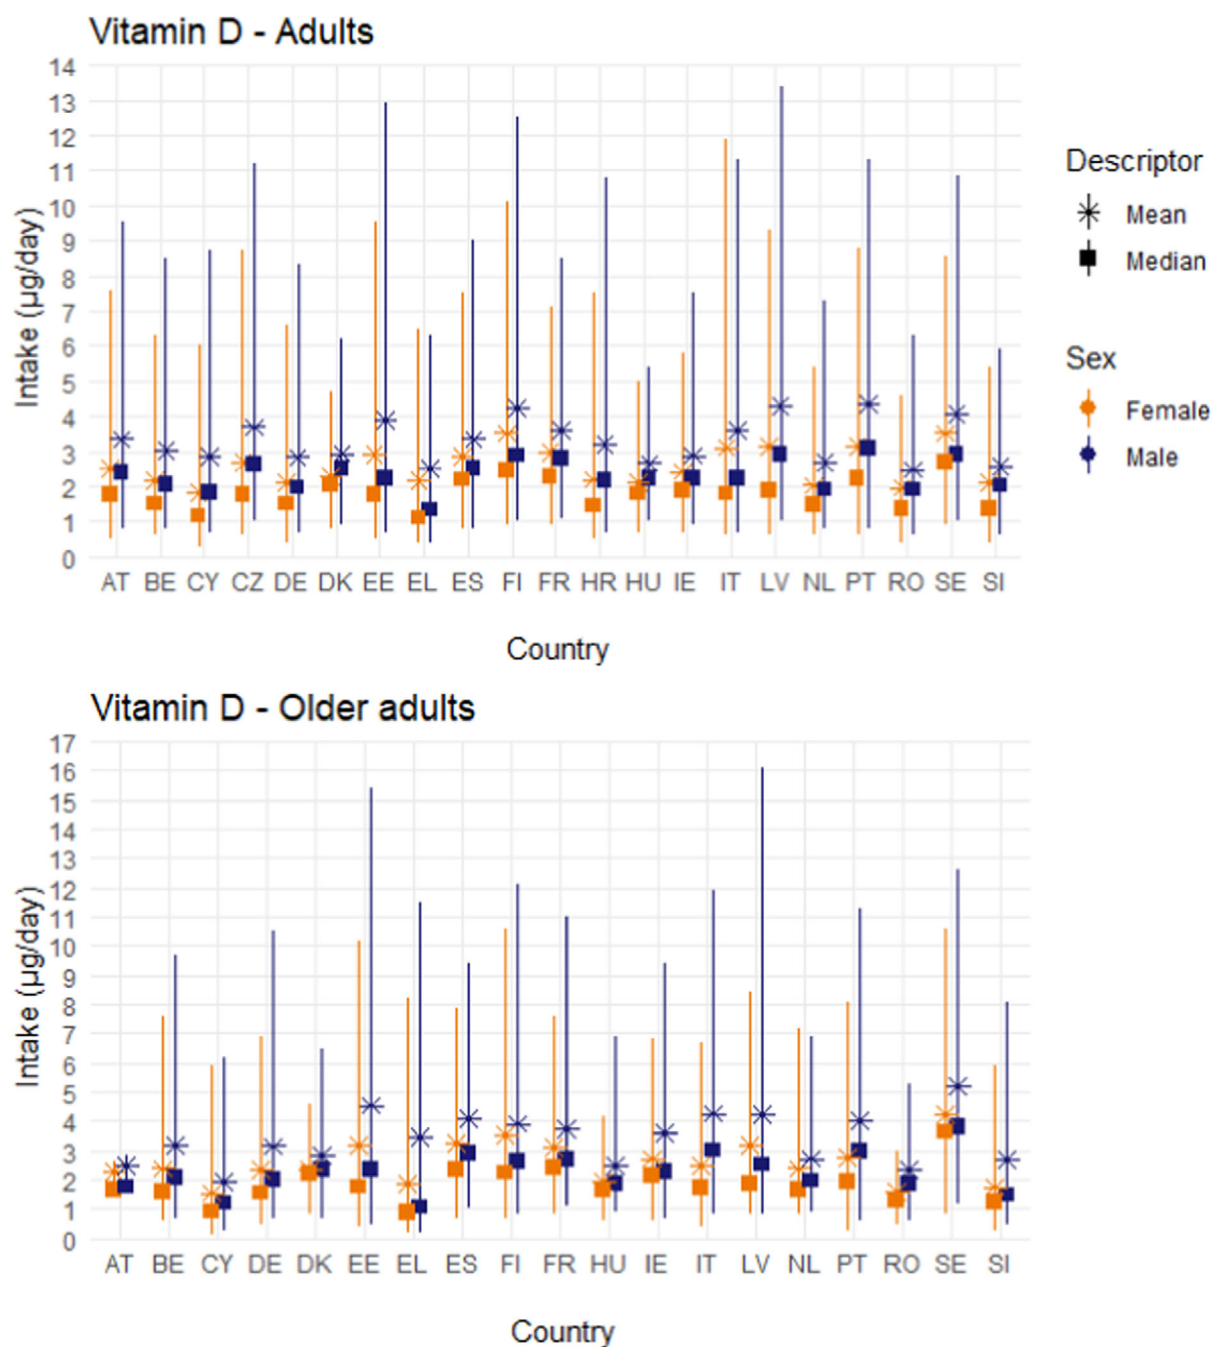 Vitamin D - Adults
Intake (µg/day)
14
13
12
11
10
9
8
7
6
5
4
3
2
1
0
AT BE CY CZ DE DK EE EL ES FI FR HR HU IE IT LV NL PT RO SE SI
Country
Descriptor
Mean
Median
Sex
Female
Male
Vitamin D - Older adults
Intake (µg/day)
17
16
15
14
13
12
11
10
9
8
7
6
5
4
3
2
1
0
AT BE CY DE DK EE EL ES FI FR HU IE IT LV NL PT RO SE SI
Country